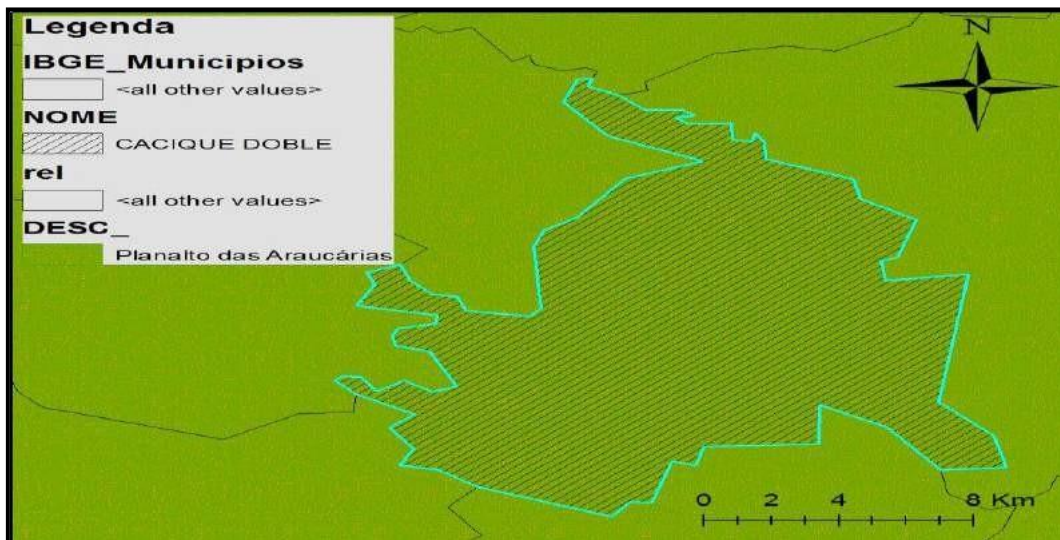 Legenda
IBGE_Municipios
<all other values>
NOME
CACIQUE DOBLE
rel
<all other values>
DESC_
Planalto das Araucárias
N
0 2 4 8 Km